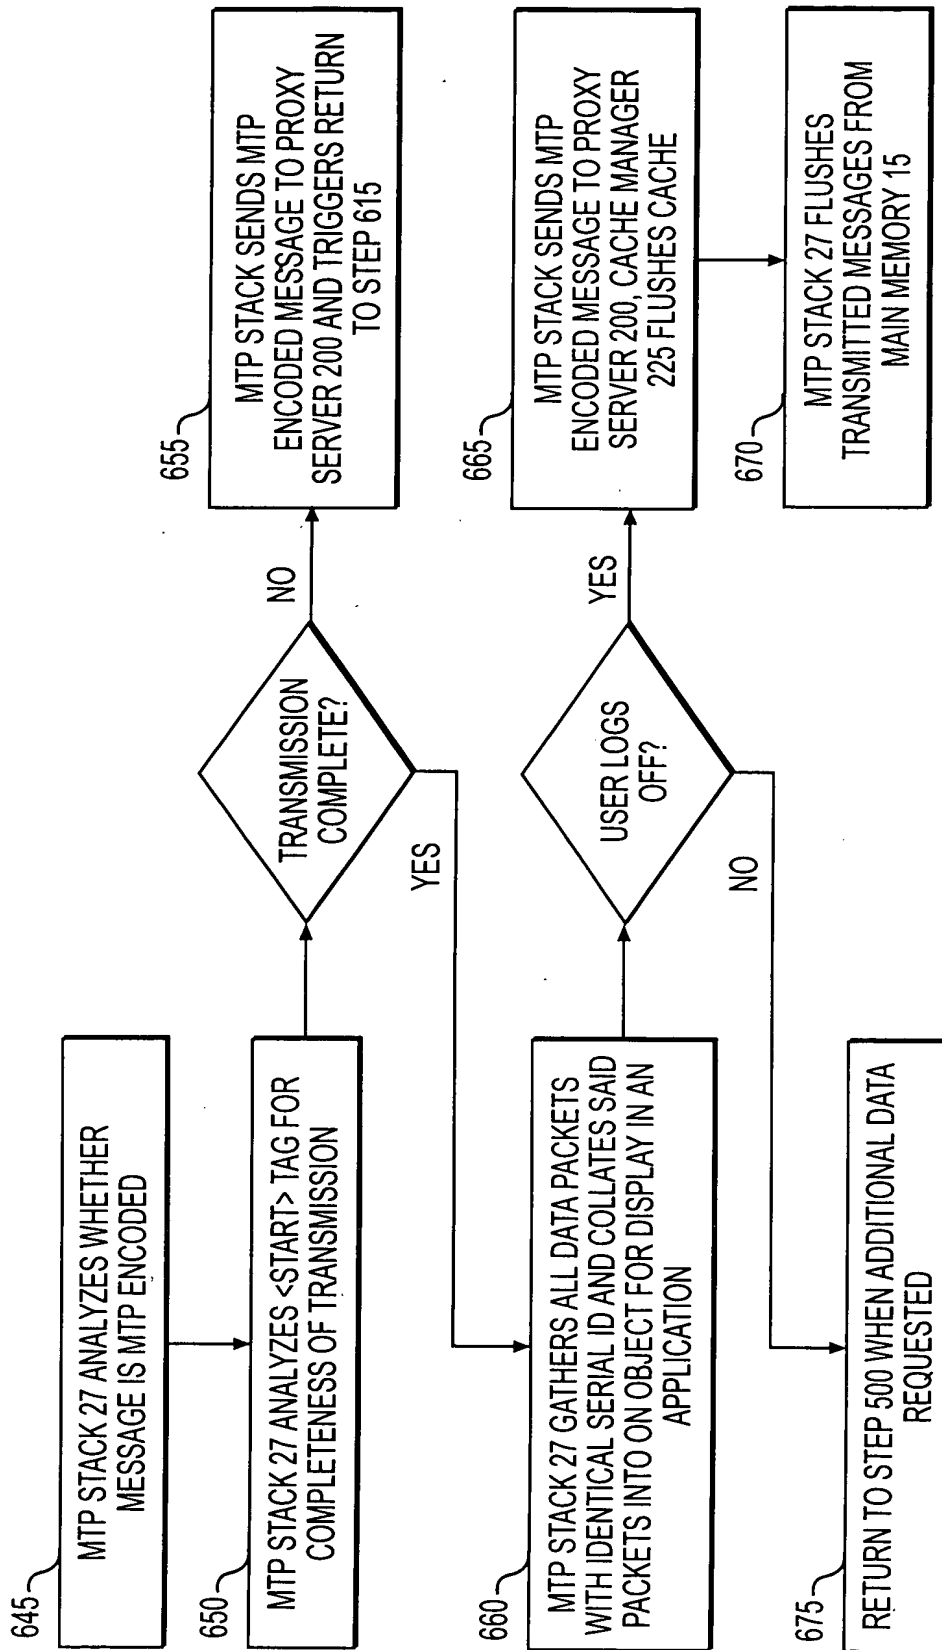 645
MTP STACK 27 ANALYZES WHETHER
MESSAGE IS MTP ENCODED
650
MTP STACK 27 ANALYZES <START> TAG FOR
COMPLETENESS OF TRANSMISSION
TRANSMISSION
COMPLETE?
NO
655
MTP STACK SENDS MTP
ENCODED MESSAGE TO PROXY
SERVER 200 AND TRIGGERS RETURN
TO STEP 615
YES
660
MTP STACK 27 GATHERS ALL DATA PACKETS
WITH IDENTICAL SERIAL ID AND COLLATES SAID
PACKETS INTO ON OBJECT FOR DISPLAY IN AN
APPLICATION
USER LOGS
OFF?
YES
665
MTP STACK SENDS MTP
ENCODED MESSAGE TO PROXY
SERVER 200, CACHE MANAGER
225 FLUSHES CACHE
670
MTP STACK 27 FLUSHES
TRANSMITTED MESSAGES FROM
MAIN MEMORY 15
NO
675
RETURN TO STEP 500 WHEN ADDITIONAL DATA
REQUESTED